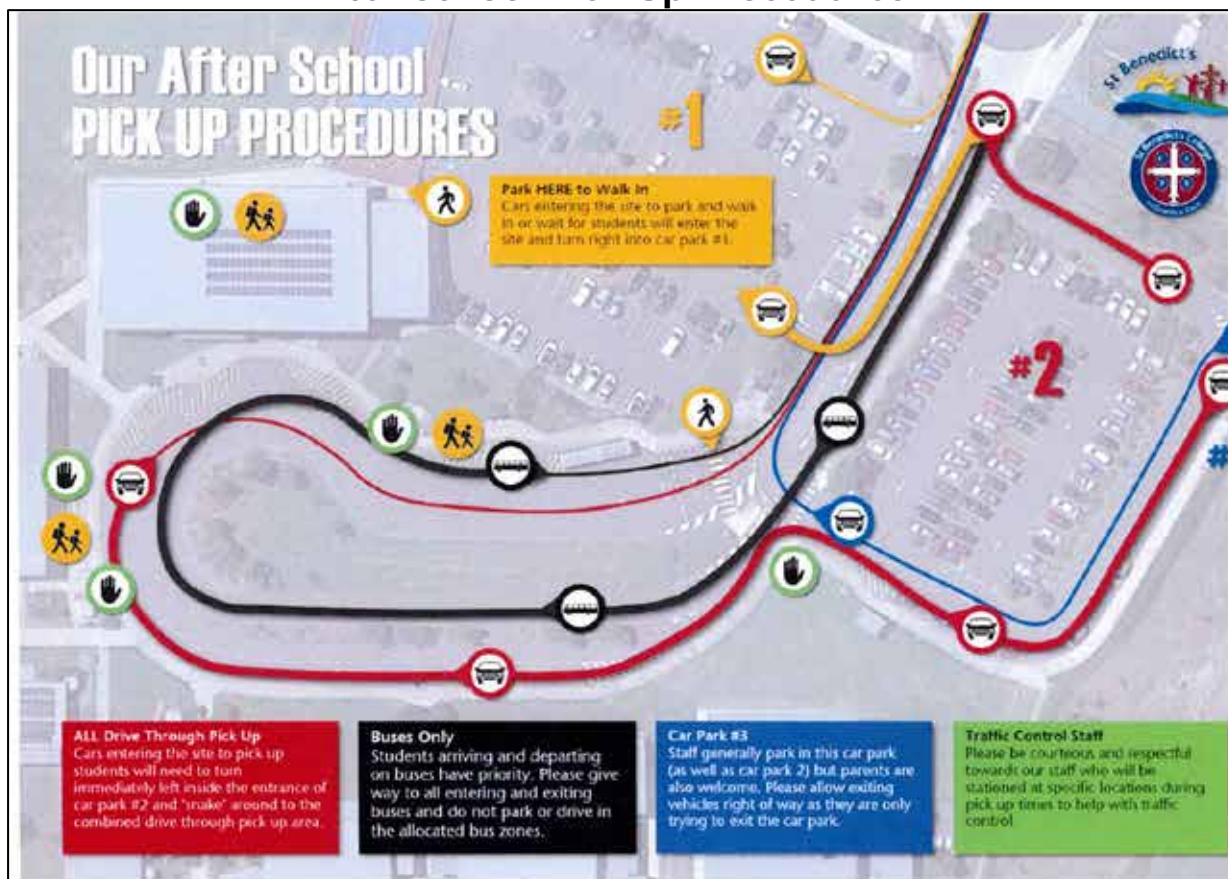 Our After School
PICK UP PROCEDURES
#1
St Benedict's
St Benedict's College
Park HERE to Walk In
Cars entering the site to park and walk
in or wait for students will enter the
site and turn right into car park #1.
#2
#
ALL Drive Through Pick Up
Cars entering the site to pick up
students will need to turn
immediately left inside the entrance of
car park #2 and 'snake' around to the
combined drive through pick up area.
Buses Only
Students arriving and departing
on buses have priority. Please give
way to all entering and exiting
buses and do not park or drive in
the allocated bus zones.
Car Park #3
Staff generally park in this car park
(as well as car park 2) but parents are
also welcome. Please allow exiting
vehicles right of way as they are only
trying to exit the car park.
Traffic Control Staff
Please be courteous and respectful
towards our staff who will be
stationed at specific locations during
pick up times to help with traffic
control